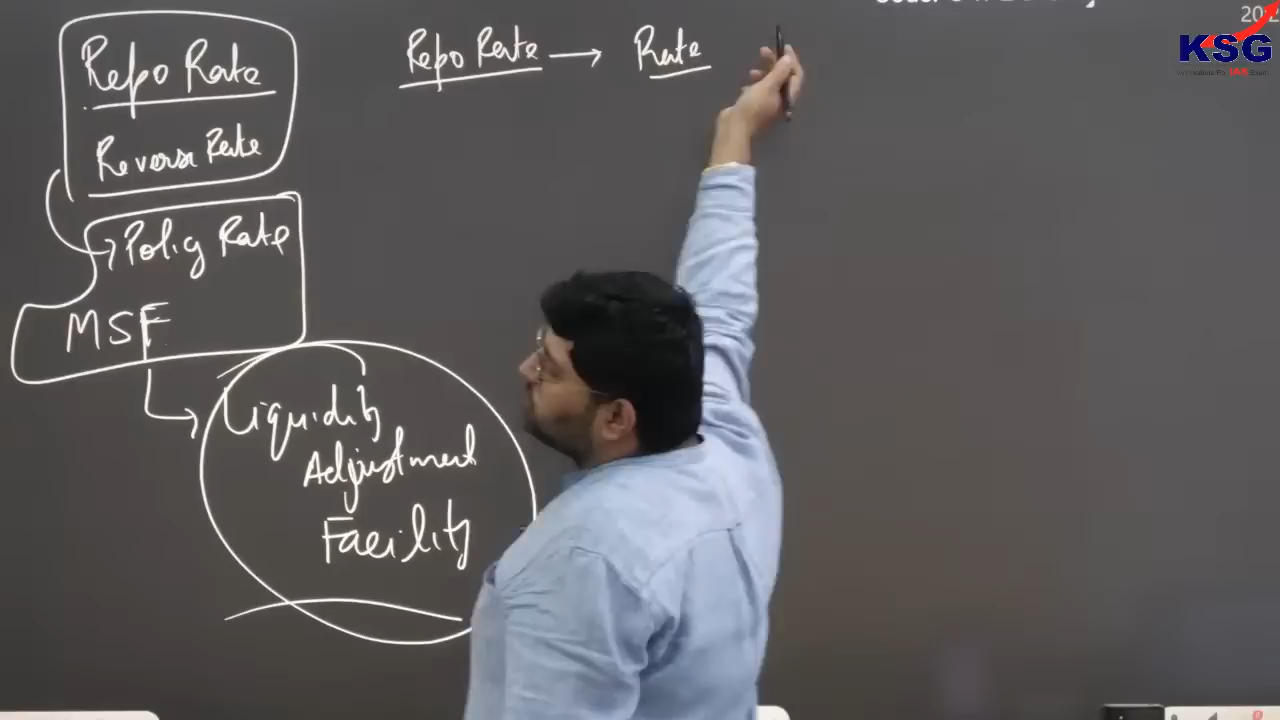 Repo Rate
Reverse Rate
Policy Rate
MSF
Liquidity
Adjustment
Facility
Repo Rate → Rate
KSG